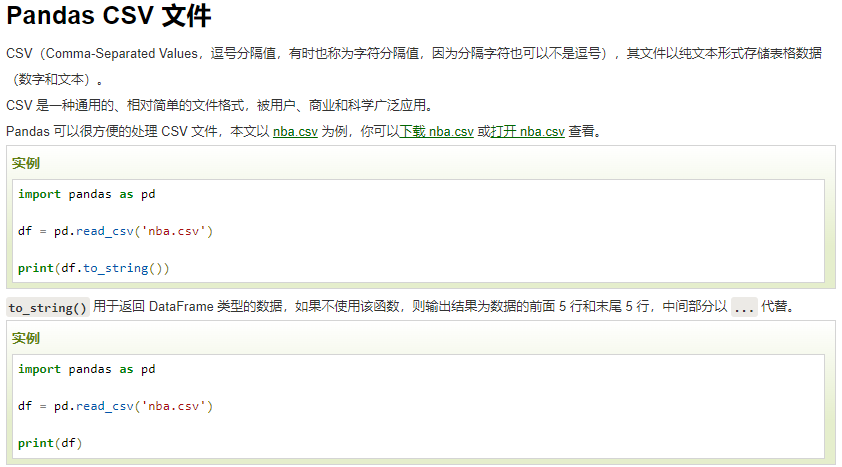 Pandas CSV 文件
CSV（Comma-Separated Values，逗号分隔值，有时也称为字符分隔值，因为分隔字符也可以不是逗号），其文件以纯文本形式存储表格数据
（数字和文本）。
CSV 是一种通用的、相对简单的文件格式，被用户、商业和科学广泛应用。
Pandas 可以很方便的处理 CSV 文件，本文以 nba.csv 为例，你可以下载 nba.csv 或打开 nba.csv 查看。
实例
import pandas as pd
df = pd.read_csv('nba.csv')
print(df.to_string())
to_string() 用于返回 DataFrame 类型的数据，如果不使用该函数，则输出结果为数据的前面 5 行和末尾 5 行，中间部分以 ... 代替。
实例
import pandas as pd
df = pd.read_csv('nba.csv')
print(df)